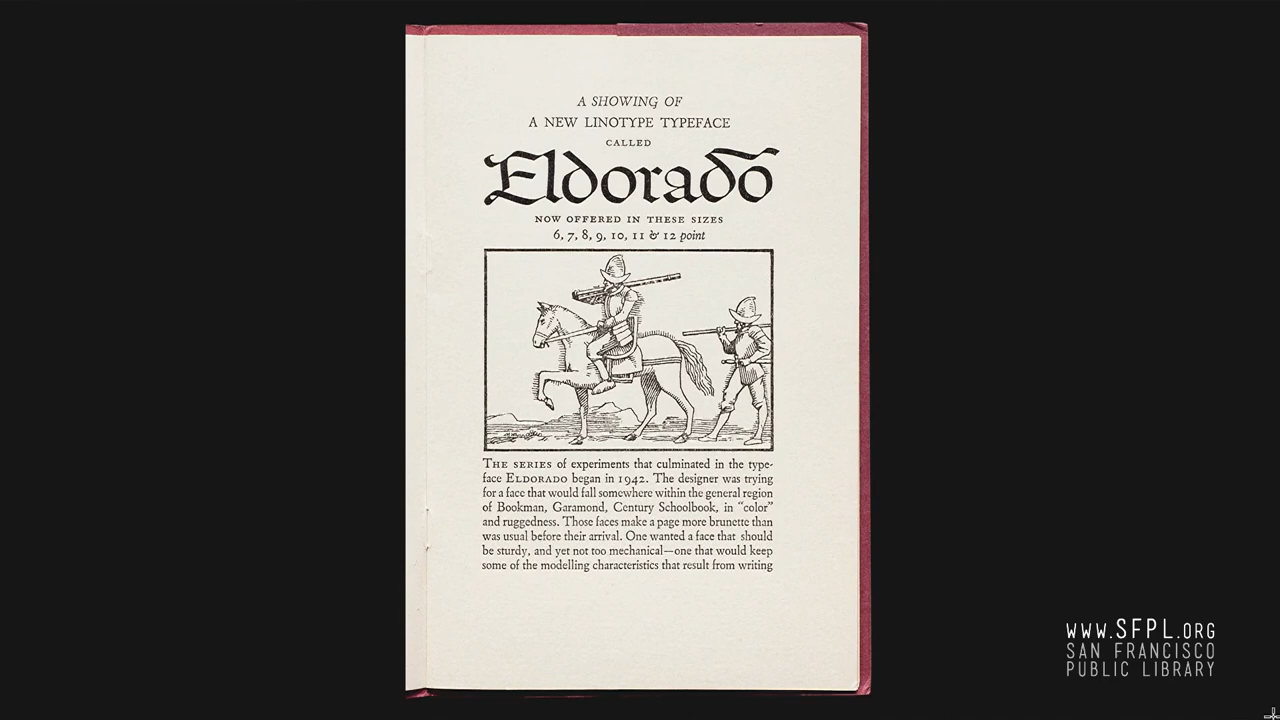 A SHOWING OF
A NEW LINOTYPE TYPEFACE
CALLED
Eldorado
NOW OFFERED IN THESE SIZES
6, 7, 8, 9, 10, 11 & 12 point
THE SERIES of experiments that culminated in the type-
face ELDORADO began in 1942. The designer was trying
for a face that would fall somewhere within the general region
of Bookman, Garamond, Century Schoolbook, in “color”
and ruggedness. Those faces make a page more brunette than
was usual before their arrival. One wanted a face that should
be sturdy, and yet not too mechanical—one that would keep
some of the modelling characteristics that result from writing
www.SFPL.org
SAN FRANCISCO
PUBLIC LIBRARY